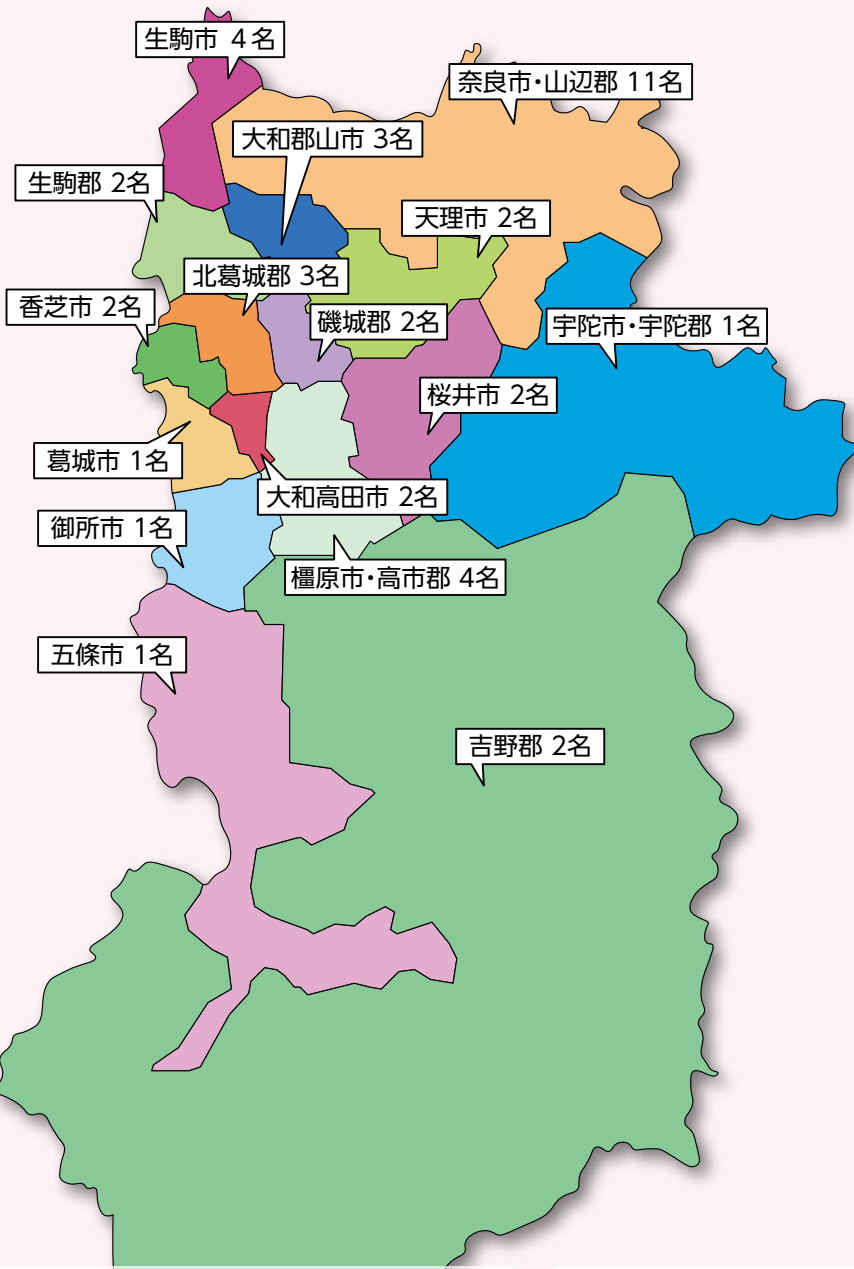 生駒市 4名
奈良市・山辺郡 11名
大和郡山市 3名
生駒郡 2名
天理市 2名
北葛城郡 3名
香芝市 2名
磯城郡 2名
宇陀市・宇陀郡 1名
桜井市 2名
葛城市 1名
大和高田市 2名
御所市 1名
橿原市・高市郡 4名
五條市 1名
吉野郡 2名